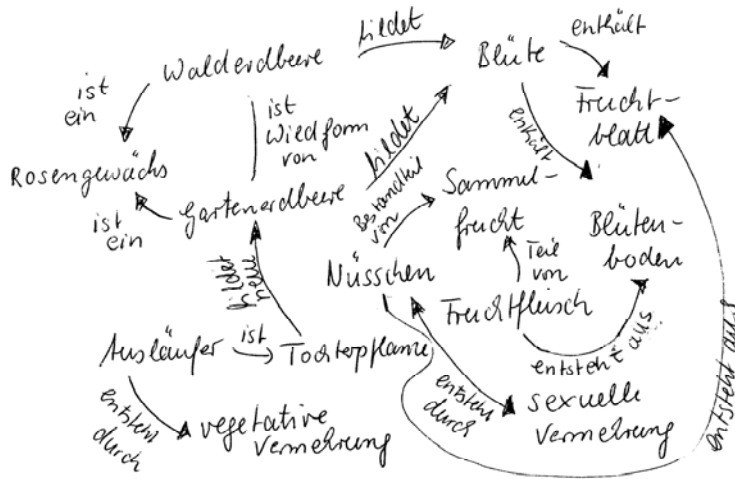 bildet
enthält
Walderdbeere
Blüte
ist
ein
ist
Wildform
von
bildet
enthält
Frucht-
blatt
Rosengewächs
Gartenerdbeere
Bestandteil
von
Sammel-
frucht
Blüten-
boden
ist
ein
bildet
neu
Nüsschen
Teil
von
Fruchtfleisch
Ausläufer
ist
Tochterpflanze
entsteht aus
entsteht aus
entsteht
durch
vegetative
Vermehrung
entsteht
durch
sexuelle
Vermehrung